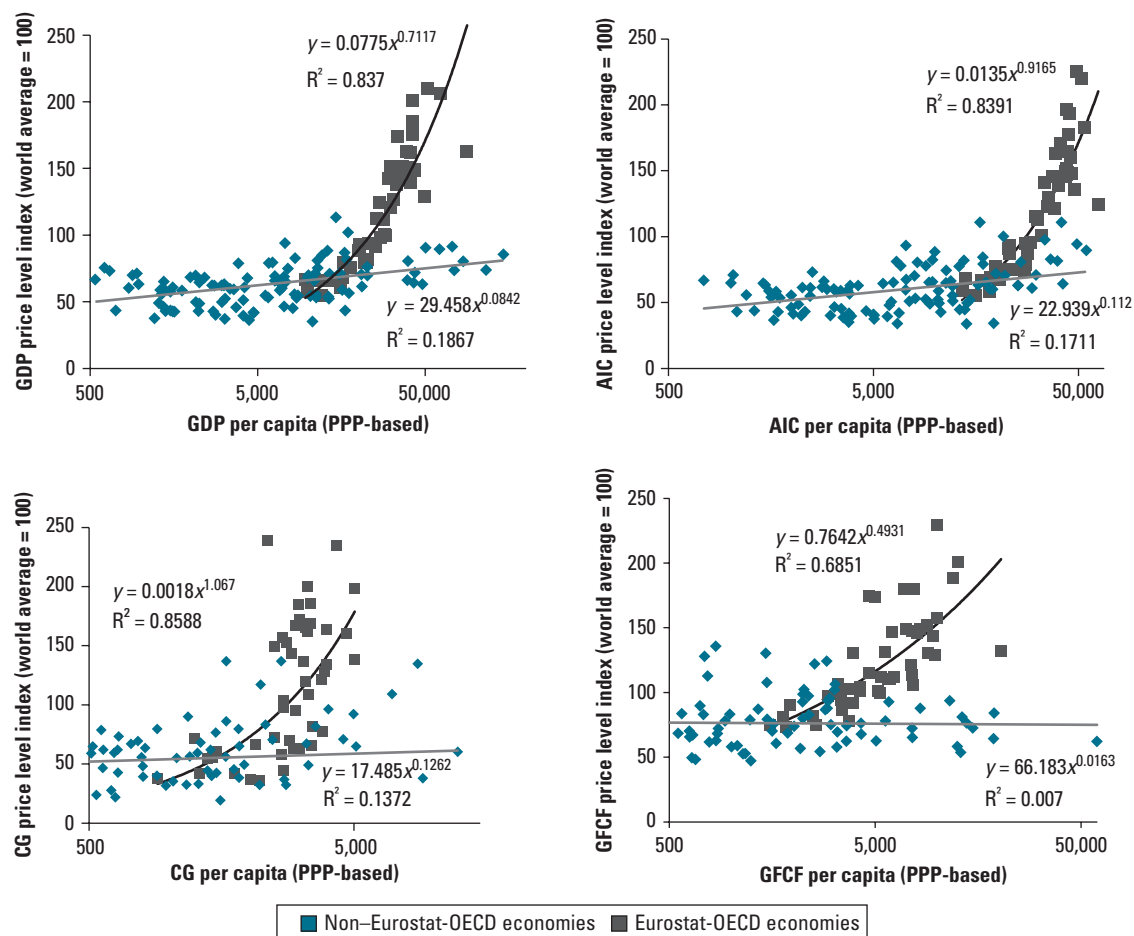 GDP price level index (world average = 100)
250
200
150
100
50
0
500
5,000
50,000
GDP per capita (PPP-based)
y = 0.0775x^0.7117
R² = 0.837
y = 29.458x^0.0842
R² = 0.1867
AIC price level index (world average = 100)
250
200
150
100
50
0
500
5,000
50,000
AIC per capita (PPP-based)
y = 0.0135x^0.9165
R² = 0.8391
y = 22.939x^0.112
R² = 0.1711
CG price level index (world average = 100)
250
200
150
100
50
0
500
5,000
CG per capita (PPP-based)
y = 0.0018x^1.067
R² = 0.8588
y = 17.485x^0.1262
R² = 0.1372
GFCF price level index (world average = 100)
250
200
150
100
50
0
500
5,000
50,000
GFCF per capita (PPP-based)
y = 0.7642x^0.4931
R² = 0.6851
y = 66.183x^0.0163
R² = 0.007
Non–Eurostat-OECD economies
Eurostat-OECD economies